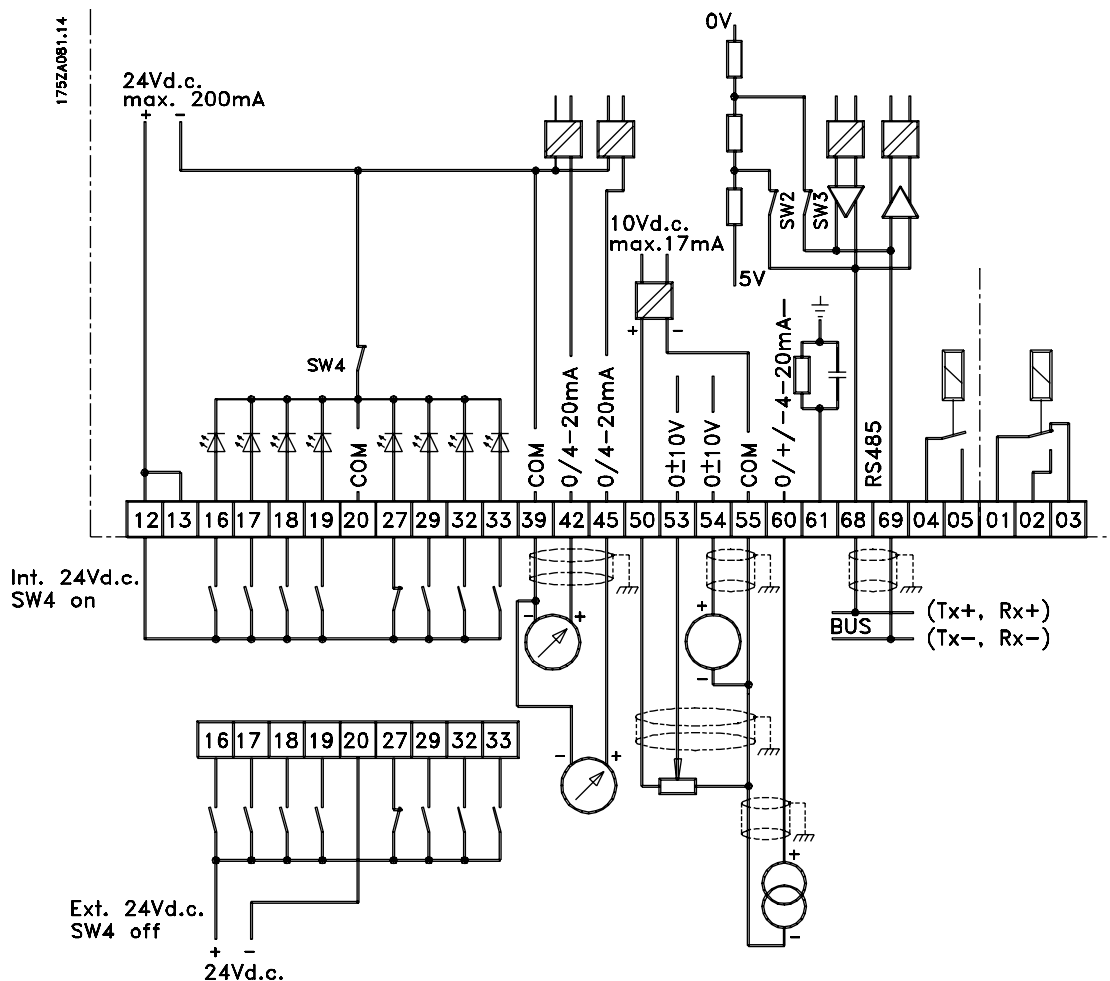 175ZA081.14
0V
24Vd.c.
max. 200mA
+ -
10Vd.c.
max.17mA
SW2
SW3
5V
+ -
SW4
COM
COM
0/4-20mA
0/4-20mA
0±10V
0±10V
COM
0/+/-4-20mA
RS485
12 13 16 17 18 19 20 27 29 32 33 39 42 45 50 53 54 55 60 61 68 69 04 05 01 02 03
Int. 24Vd.c.
SW4 on
- +
+
-
BUS
(Tx+, Rx+)
(Tx-, Rx-)
16 17 18 19 20 27 29 32 33
- +
+
-
Ext. 24Vd.c.
SW4 off
+ -
24Vd.c.